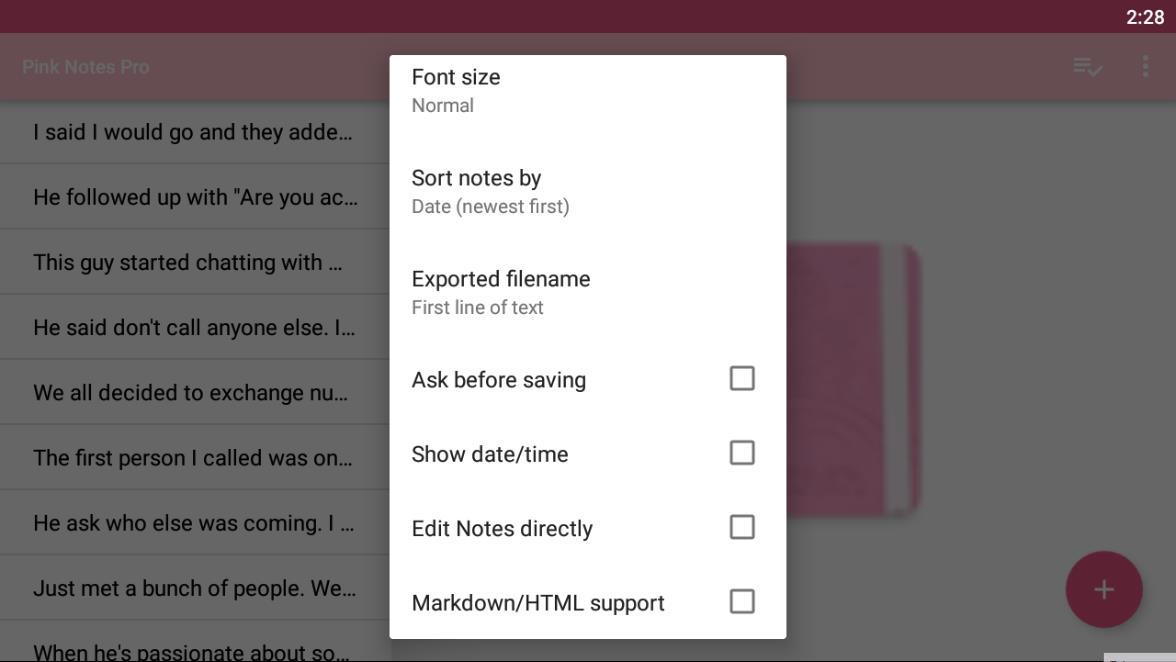 2:28
Pink Notes Pro
I said I would go and they adde...
He followed up with "Are you ac...
This guy started chatting with ...
He said don't call anyone else. I...
We all decided to exchange nu...
The first person I called was on...
He ask who else was coming. I ...
Just met a bunch of people. We...
When he's passionate about so...
Font size
Normal
Sort notes by
Date (newest first)
Exported filename
First line of text
Ask before saving
Show date/time
Edit Notes directly
Markdown/HTML support